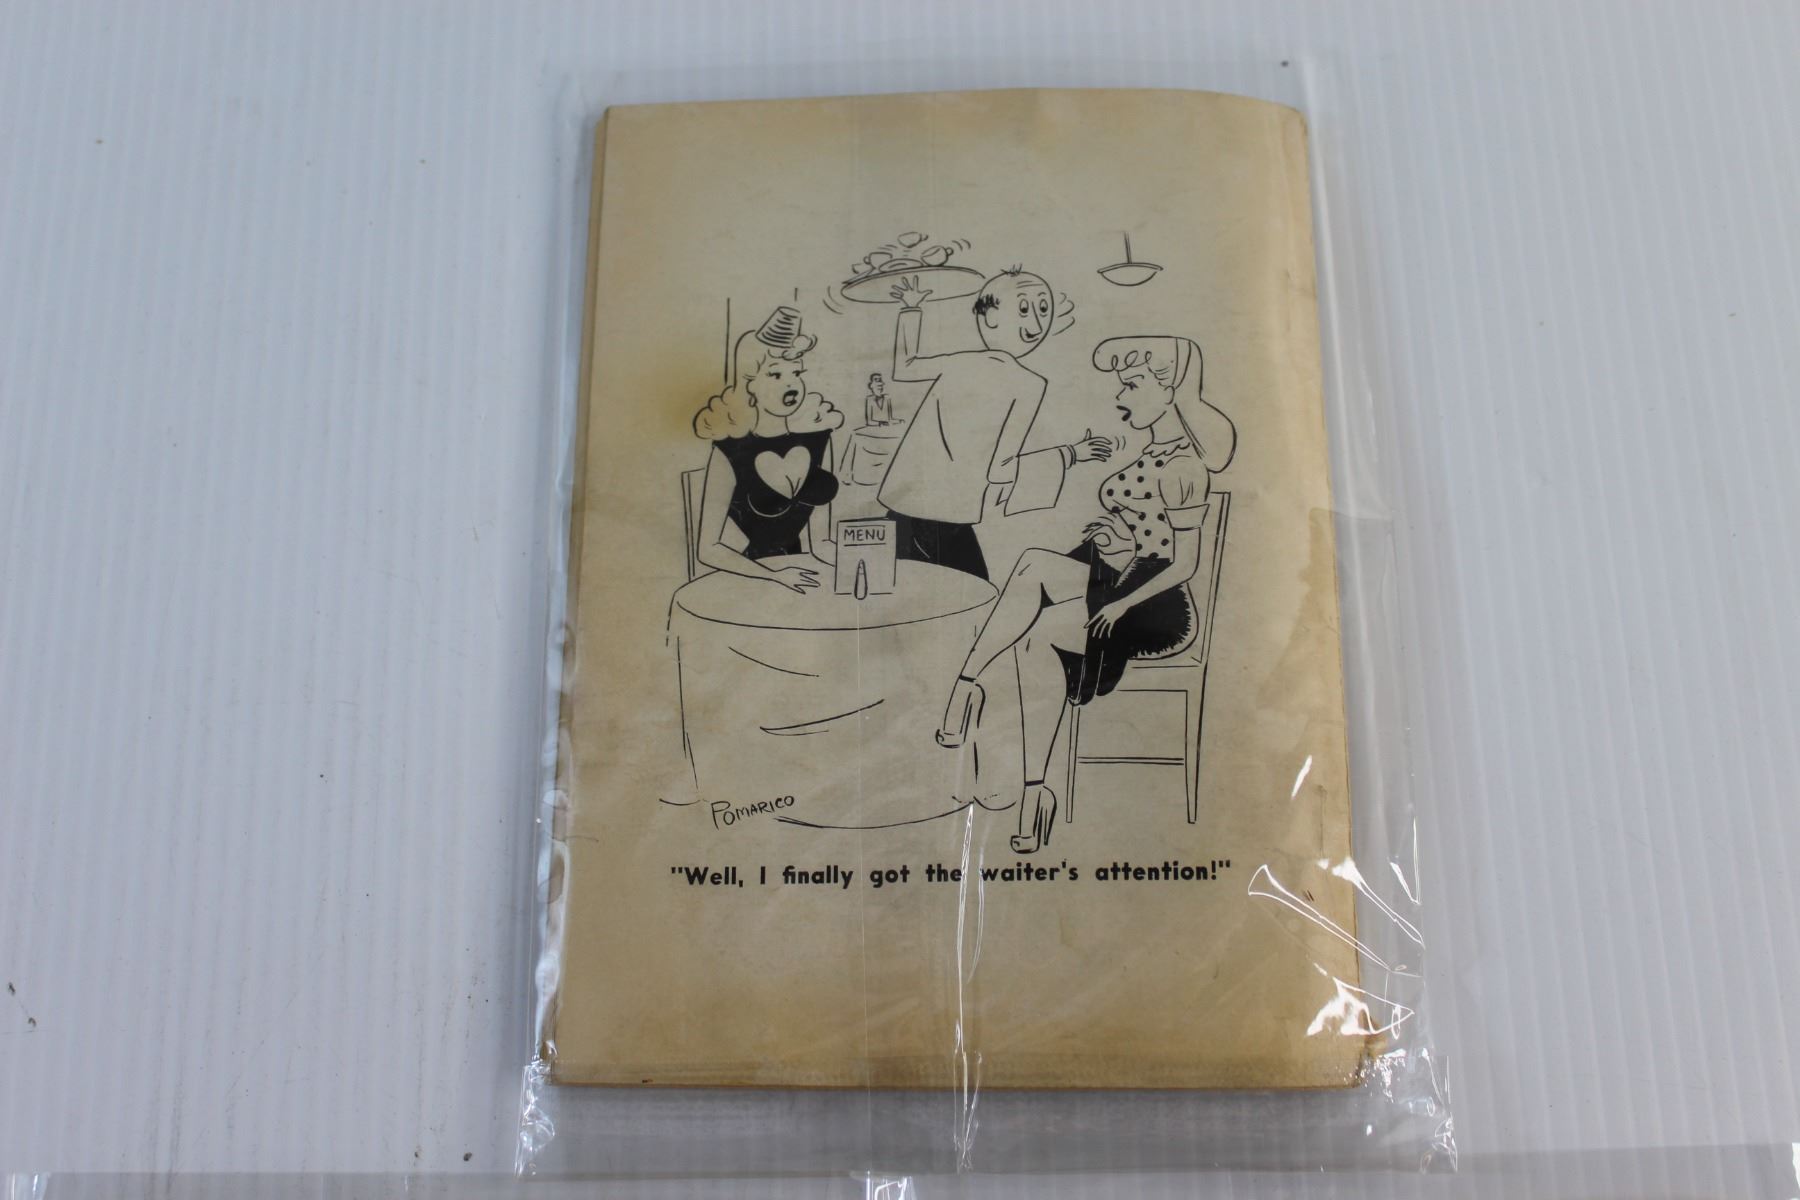 MENU
POMARICO
"Well, I finally got the waiter's attention!"